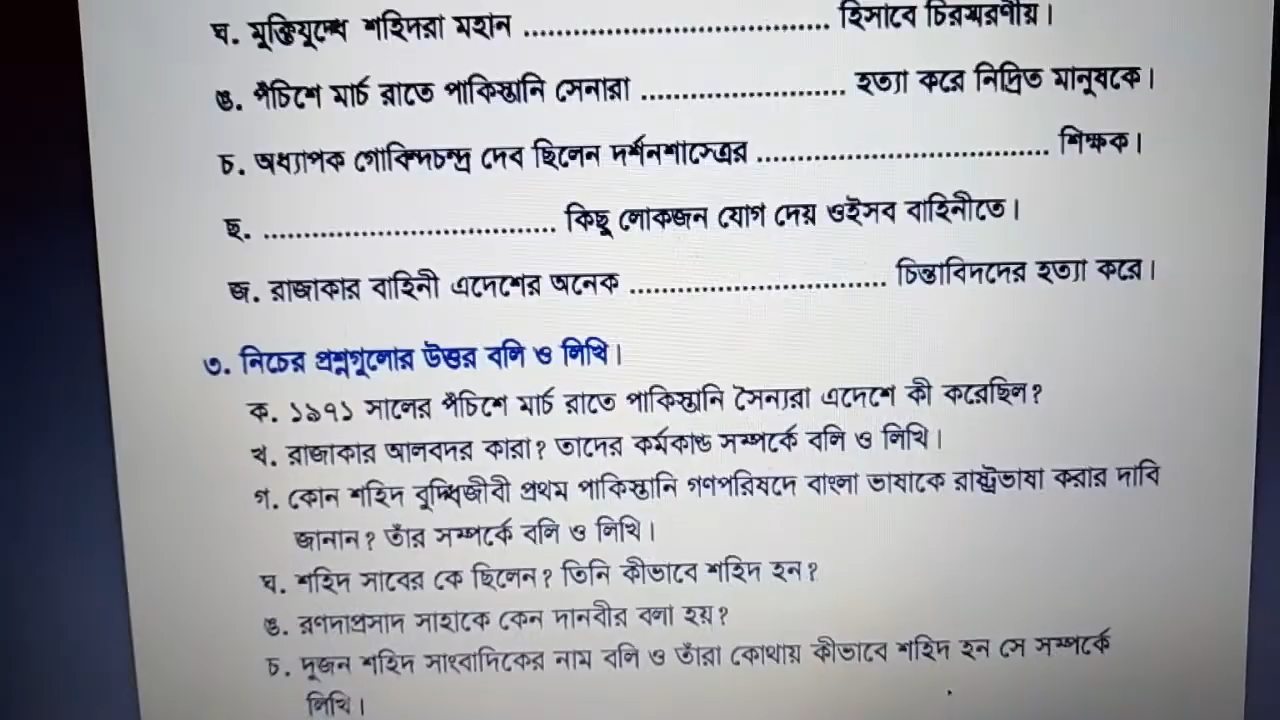 ঘ. মুক্তিযুদ্ধে শহিদরা মহান .................................. হিসাবে চিরস্মরণীয়।
ঙ. পঁচিশে মার্চ রাতে পাকিস্তানি সেনারা ....................... হত্যা করে নিদ্রিত মানুষকে।
চ. অধ্যাপক গোবিন্দচন্দ্র দেব ছিলেন দর্শনশাস্ত্রের ................................ শিক্ষক।
ছ. ................................ কিছু লোকজন যোগ দেয় ওইসব বাহিনীতে।
জ. রাজাকার বাহিনী এদেশের অনেক ............................ চিন্তাবিদদের হত্যা করে।
৩. নিচের প্রশ্নগুলোর উত্তর বলি ও লিখি।
ক. ১৯৭১ সালের পঁচিশে মার্চ রাতে পাকিস্তানি সৈন্যরা এদেশে কী করেছিল?
খ. রাজাকার আলবদর কারা? তাদের কর্মকাণ্ড সম্পর্কে বলি ও লিখি।
গ. কোন শহিদ বুদ্ধিজীবী প্রথম পাকিস্তানি গণপরিষদে বাংলা ভাষাকে রাষ্ট্রভাষা করার দাবি
জানান? তাঁর সম্পর্কে বলি ও লিখি।
ঘ. শহিদ সাবের কে ছিলেন? তিনি কীভাবে শহিদ হন?
ঙ. রণদাপ্রসাদ সাহাকে কেন দানবীর বলা হয়?
চ. দুজন শহিদ সাংবাদিকের নাম বলি ও তাঁরা কোথায় কীভাবে শহিদ হন সে সম্পর্কে
লিখি।